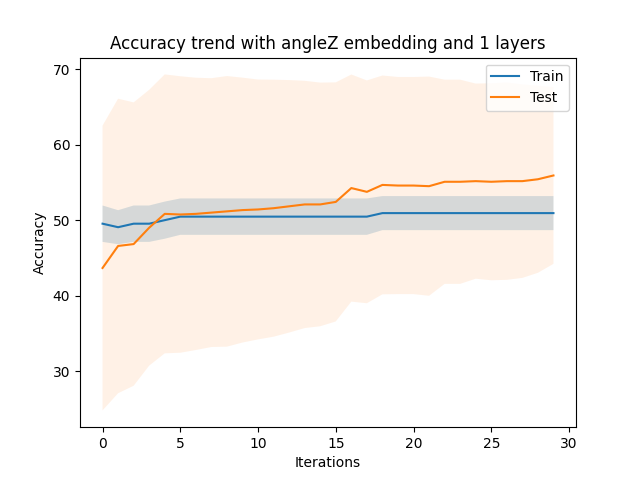 Accuracy trend with angleZ embedding and 1 layers
Train
Test
70
60
50
40
30
Accuracy
0 5 10 15 20 25 30
Iterations